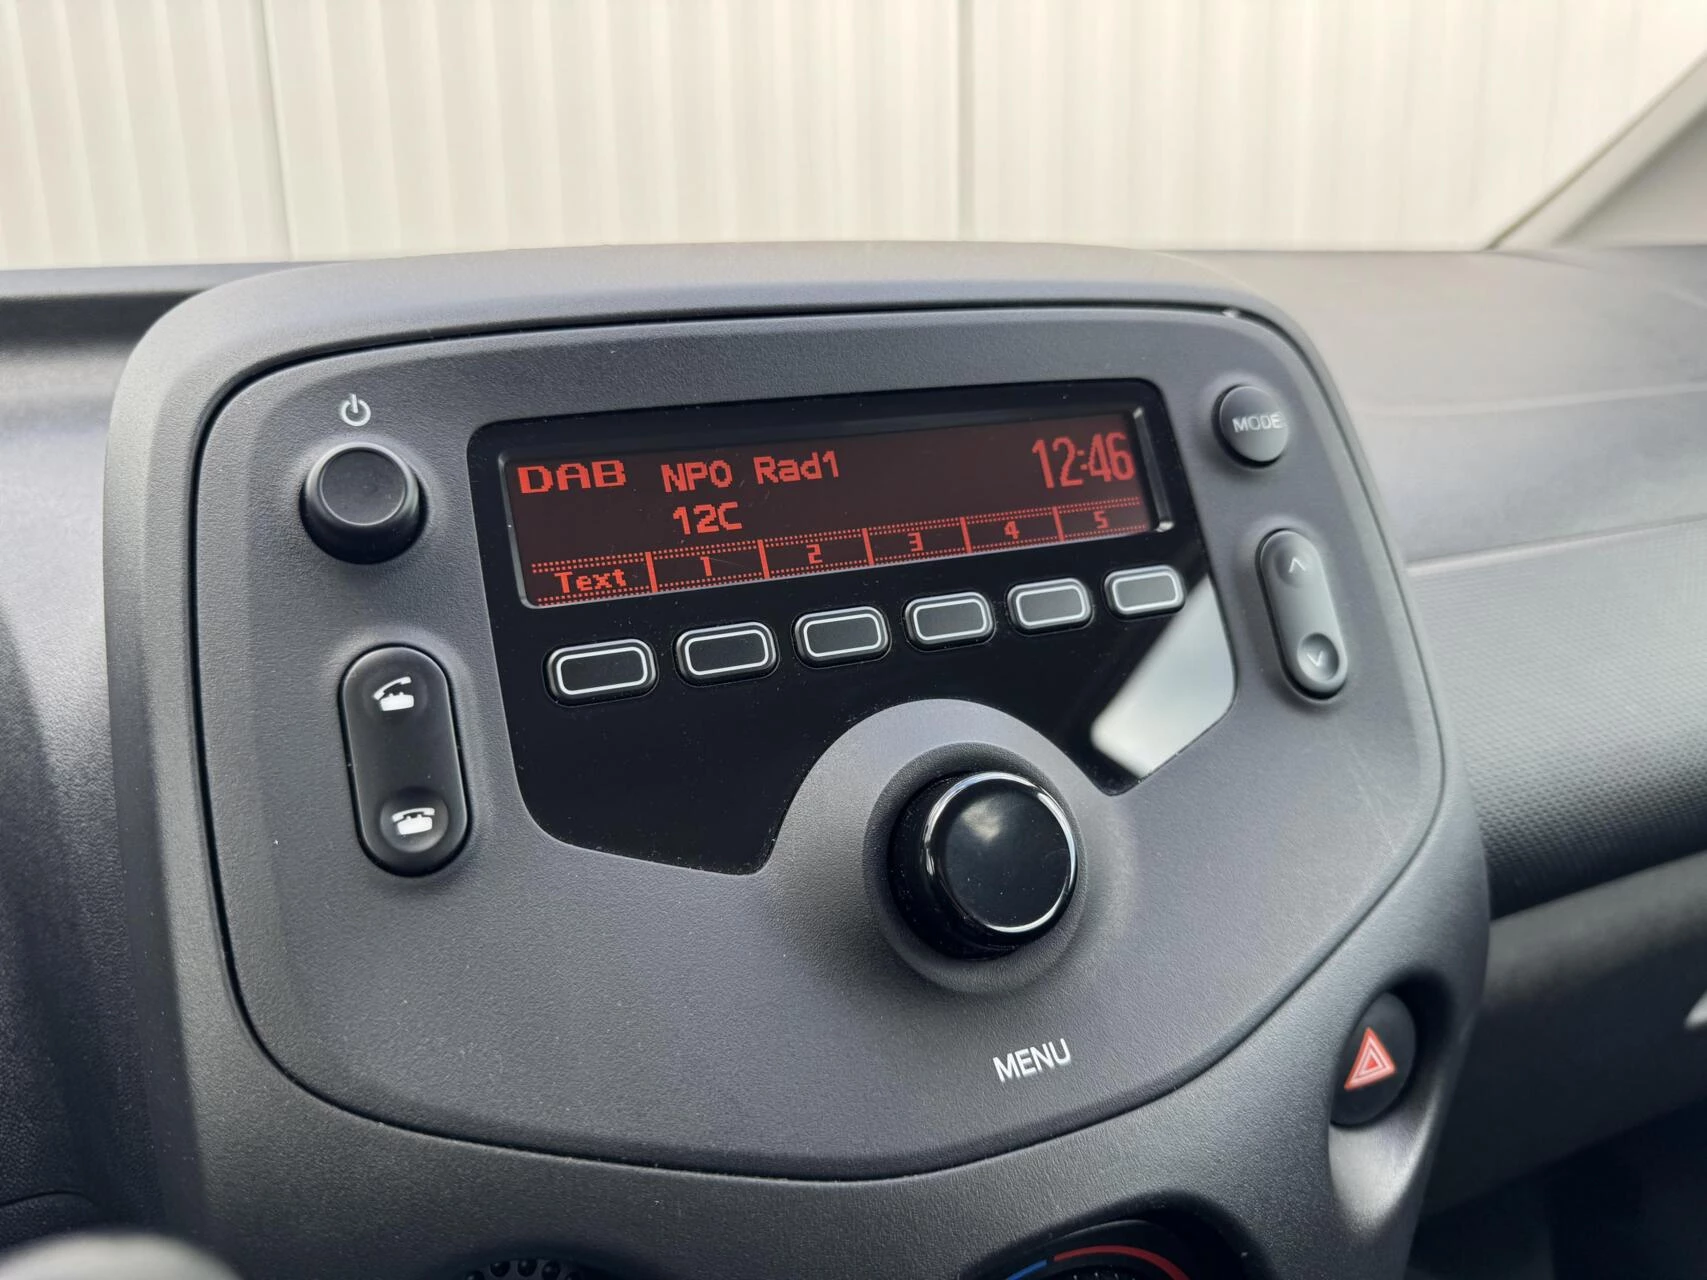 DAB NPO Rad1 12:46
12C
Text 1 2 3 4 5
MODE
MENU